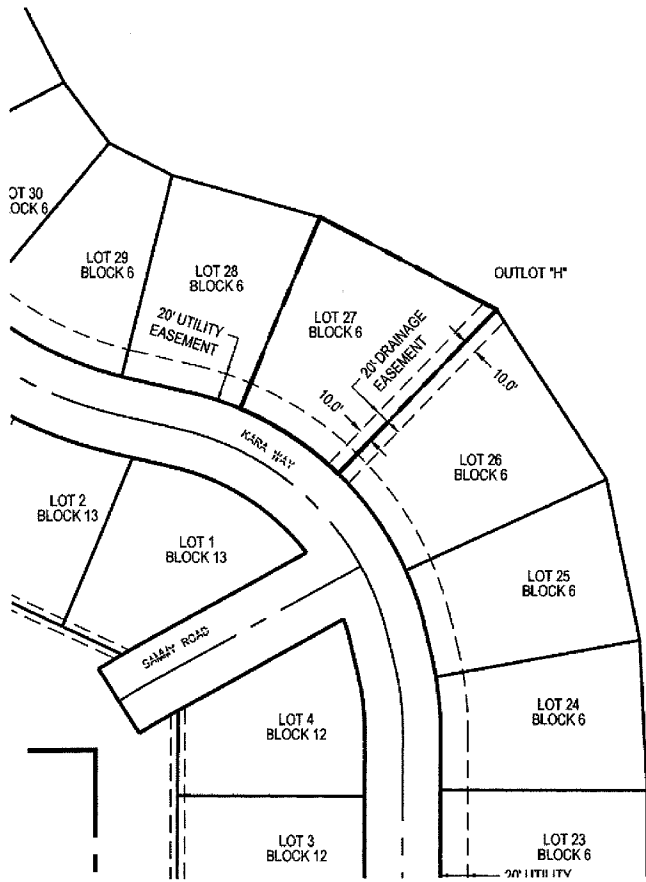 OT 30
OCK 6
LOT 29
BLOCK 6
LOT 28
BLOCK 6
20' UTILITY
EASEMENT
LOT 27
BLOCK 6
OUTLOT "H"
20' DRAINAGE
EASEMENT
10.0'
10.0'
KARA WAY
LOT 26
BLOCK 6
LOT 2
BLOCK 13
LOT 1
BLOCK 13
LOT 25
BLOCK 6
SAMMY ROAD
LOT 24
BLOCK 6
LOT 4
BLOCK 12
LOT 3
BLOCK 12
LOT 23
BLOCK 6
20' UTILITY